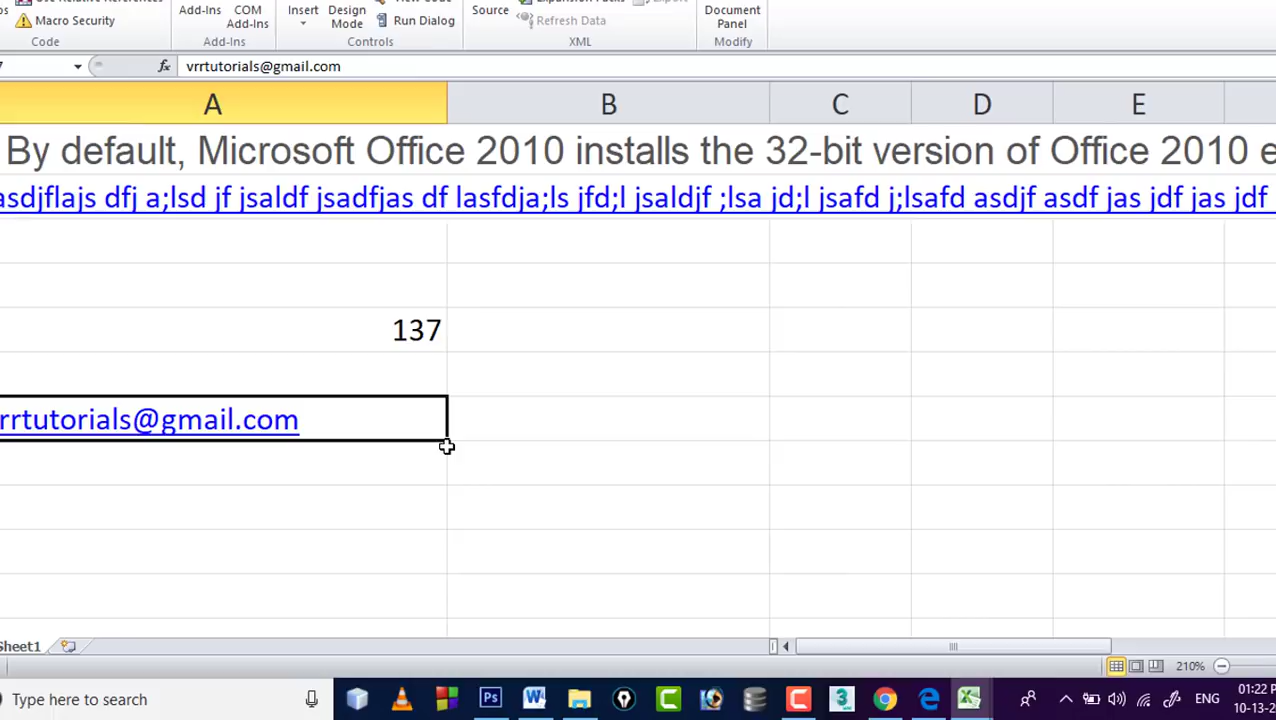 Add-Ins COM Insert Design Run Dialog Source Refresh Data Document
Macro Security Add-Ins Mode Panel
Code Add-Ins Controls XML Modify
7 fx vrrtutorials@gmail.com
A B C D E
By default, Microsoft Office 2010 installs the 32-bit version of Office 2010 e
asdjflajs dfj a;lsd jf jsaldf jsadfjas df lasfdja;ls jfd;l jsaldjf ;lsa jd;l jsafd j;lsafd asdjf asdf jas jdf jas jdf
137
rrtutorials@gmail.com
Sheet1
210%
Type here to search ENG 01:22
10-13-2